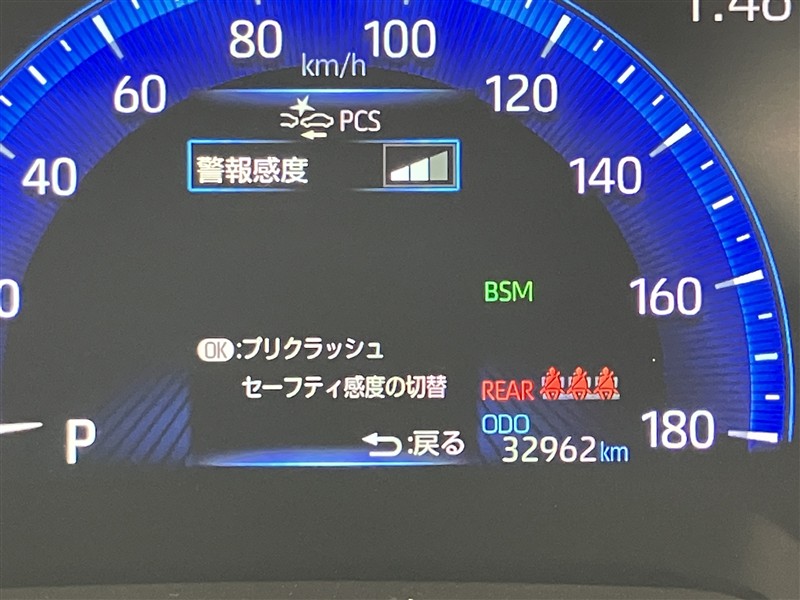 1:46
80
100
km/h
60
120
PCS
40
警報感度
140
BSM
160
OK:プリクラッシュ
セーフティ感度の切替
REAR
ODO
P
:戻る
32962km
180